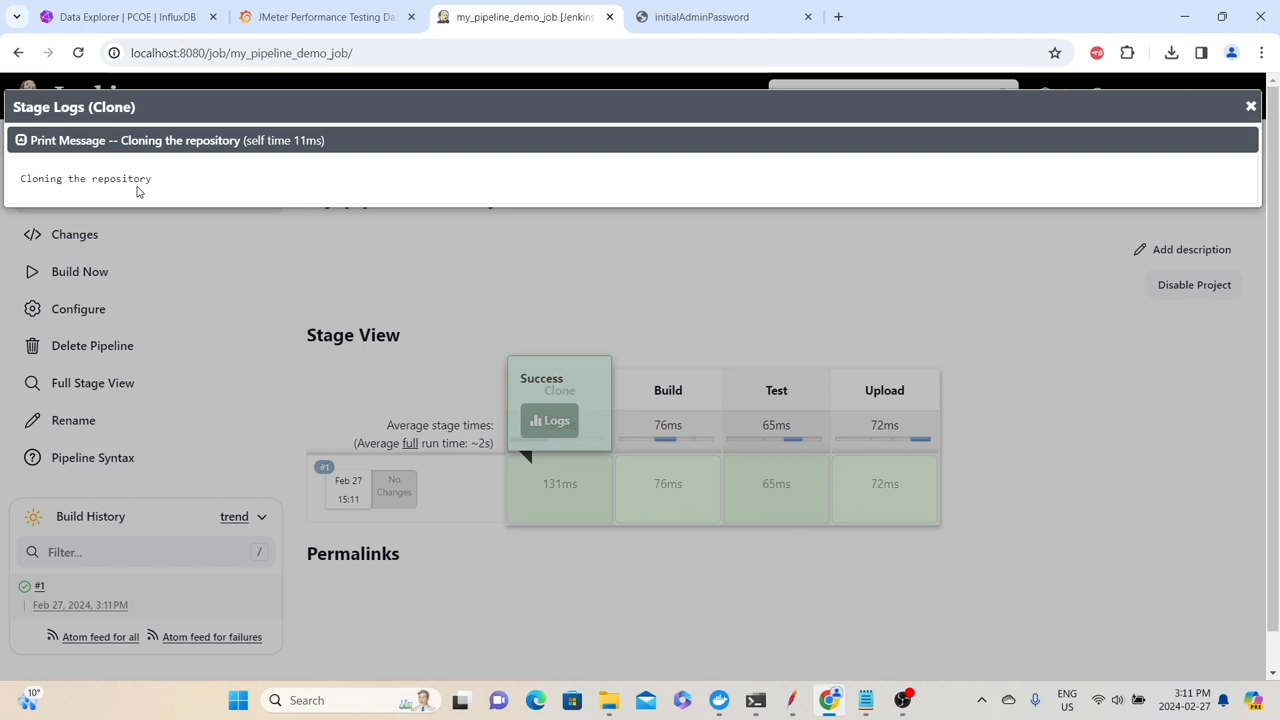 Data Explorer | PCOE | InfluxDB
JMeter Performance Testing Da
my_pipeline_demo_job [Jenkins
initialAdminPassword
localhost:8080/job/my_pipeline_demo_job/
Stage Logs (Clone)
Print Message -- Cloning the repository (self time 11ms)
Cloning the repository
Changes
Build Now
Configure
Delete Pipeline
Full Stage View
Rename
Pipeline Syntax
Add description
Disable Project
Stage View
Success
Logs
Clone
Build
Test
Upload
Average stage times:
76ms
65ms
72ms
(Average full run time: ~2s)
#1
Feb 27
15:11
No
Changes
131ms
76ms
65ms
72ms
Permalinks
Build History
trend
Filter...
/
#1
Feb 27, 2024, 3:11 PM
Atom feed for all
Atom feed for failures
10°
Search
ENG
US
3:11 PM
2024-02-27